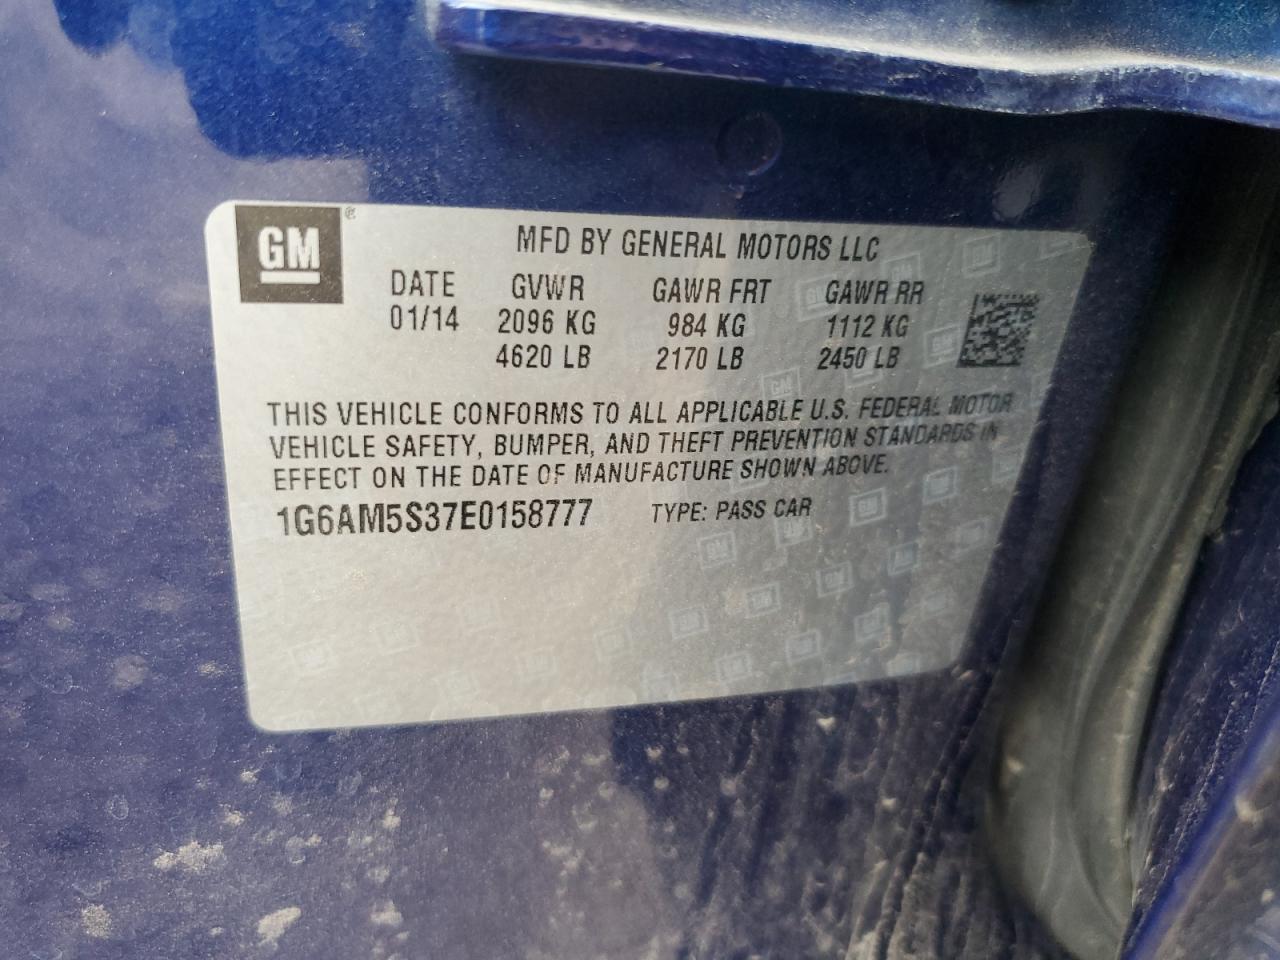 GM ®
MFD BY GENERAL MOTORS LLC
DATE GVWR GAWR FRT GAWR RR
01/14 2096 KG 984 KG 1112 KG
4620 LB 2170 LB 2450 LB
THIS VEHICLE CONFORMS TO ALL APPLICABLE U.S. FEDERAL MOTOR
VEHICLE SAFETY, BUMPER, AND THEFT PREVENTION STANDARDS IN
EFFECT ON THE DATE OF MANUFACTURE SHOWN ABOVE.
1G6AM5S37E0158777 TYPE: PASS CAR